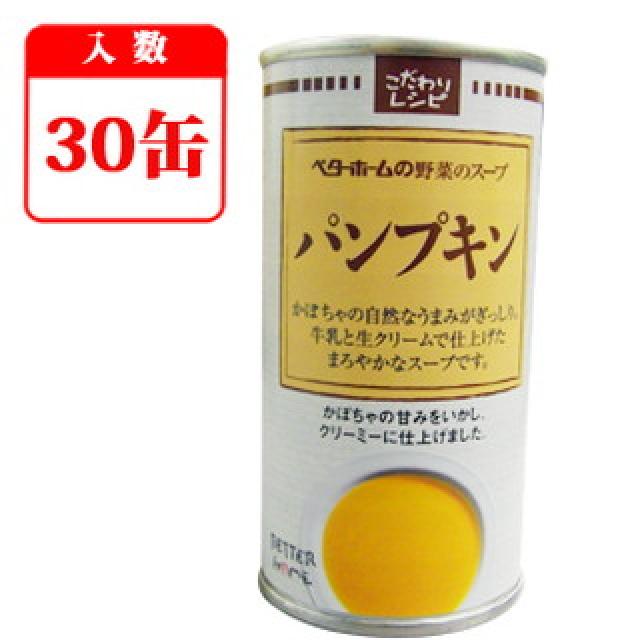 入数
30缶
こだわり
レシピ
ベターホームの野菜のスープ
パンプキン
かぼちゃの自然なうまみがぎっしり。
牛乳と生クリームで仕上げた
まろやかなスープです。
かぼちゃの甘みをいかし、
クリーミーに仕上げました。
BETTER
home